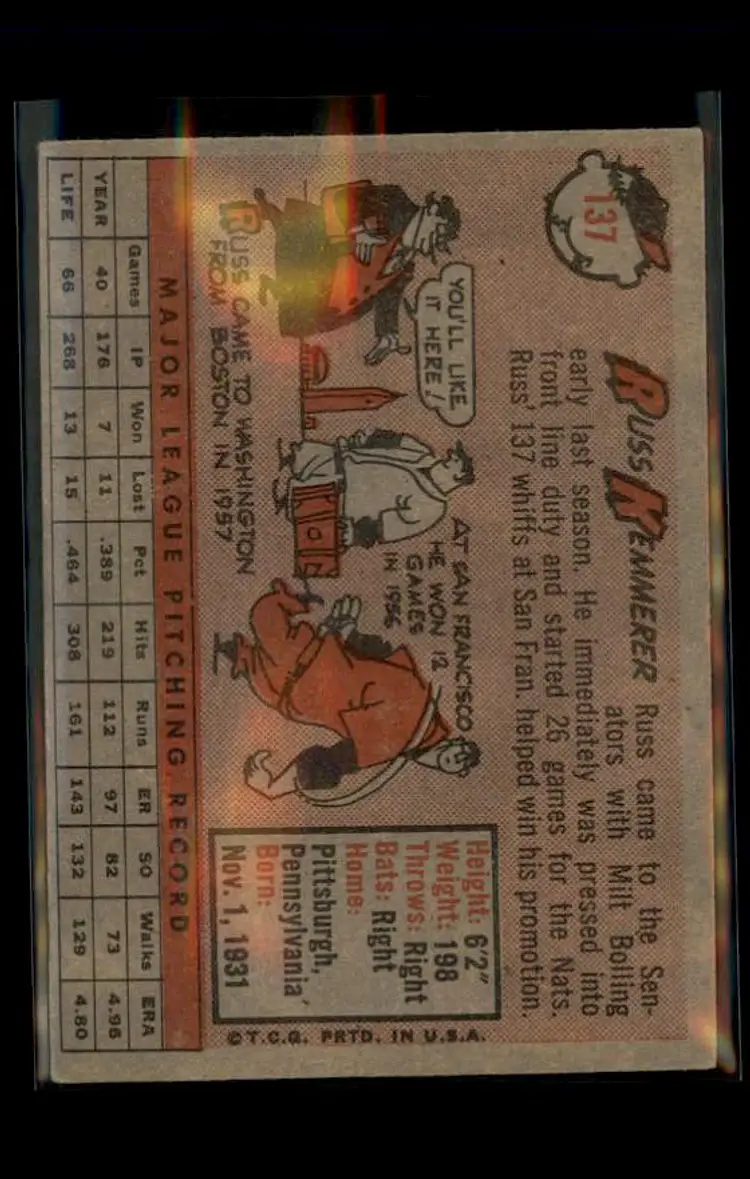 137
RUSS KEMMERER Russ came to the Sen-
ators with Milt Bolling
early last season. He immediately was pressed into
front line duty and started 26 games for the Nats.
Russ' 137 whiffs at San Fran. helped win his promotion.
YOU'LL LIKE
IT HERE!
RUSS CAME TO WASHINGTON
FROM BOSTON IN 1957
AT SAN FRANCISCO
HE WON 12
GAMES
IN 1956
Height: 6'2"
Weight: 198
Throws: Right
Bats: Right
Home:
Pittsburgh,
Pennsylvania
Born:
Nov. 1, 1931
©T.C.G. PRTD. IN U.S.A.
MAJOR LEAGUE PITCHING RECORD
Games IP Won Lost Pct Hits Runs ER SO Walks ERA
YEAR 40 176 7 11 .389 219 112 97 82 73 4.96
LIFE 66 268 13 15 .464 308 161 143 132 129 4.80